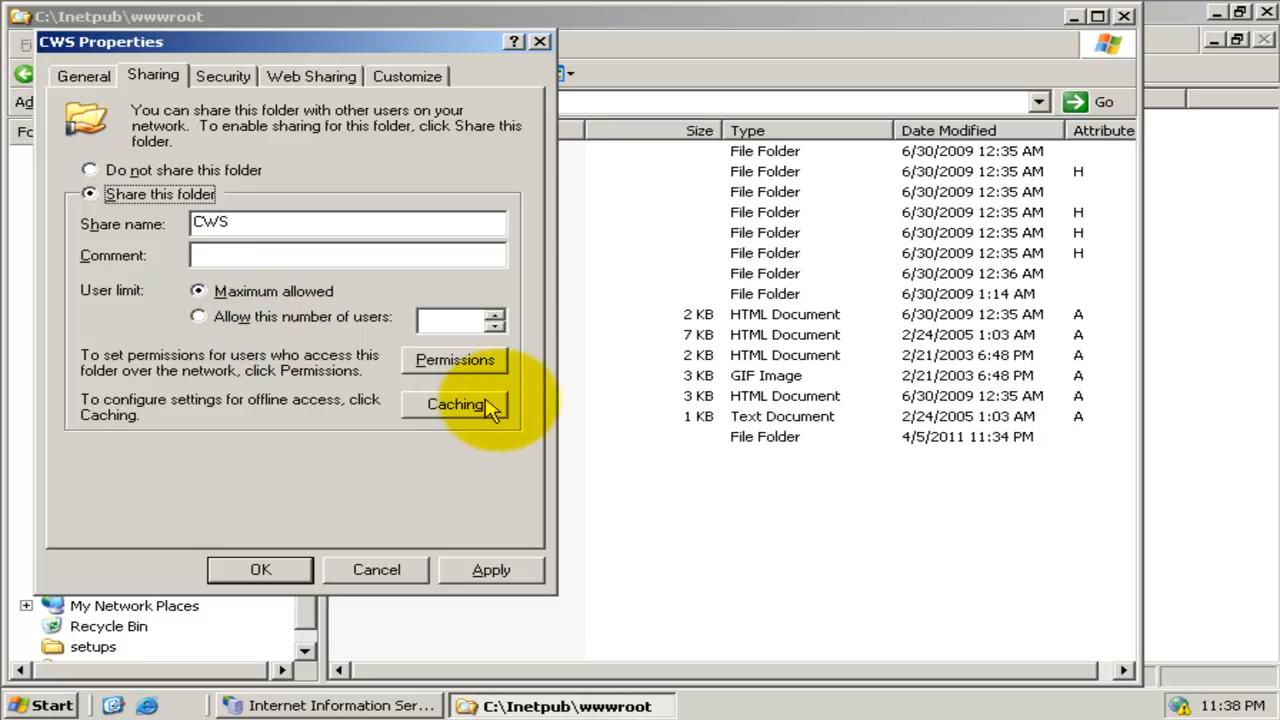 C:\Inetpub\wwwroot
CWS Properties
General
Sharing
Security
Web Sharing
Customize
You can share this folder with other users on your
network. To enable sharing for this folder, click Share this
folder.
Do not share this folder
Share this folder
Share name: CWS
Comment:
User limit: Maximum allowed
Allow this number of users:
To set permissions for users who access this
folder over the network, click Permissions.
Permissions
To configure settings for offline access, click
Caching.
Caching
OK
Cancel
Apply
Go
Size Type Date Modified Attribute
File Folder 6/30/2009 12:35 AM
File Folder 6/30/2009 12:35 AM H
File Folder 6/30/2009 12:35 AM
File Folder 6/30/2009 12:35 AM H
File Folder 6/30/2009 12:35 AM H
File Folder 6/30/2009 12:35 AM H
File Folder 6/30/2009 12:36 AM
File Folder 6/30/2009 1:14 AM
2 KB HTML Document 6/30/2009 12:35 AM A
7 KB HTML Document 2/24/2005 1:03 AM A
2 KB HTML Document 2/21/2003 6:48 PM A
3 KB GIF Image 2/21/2003 6:48 PM A
3 KB HTML Document 6/30/2009 12:35 AM A
1 KB Text Document 2/24/2005 1:03 AM A
File Folder 4/5/2011 11:34 PM
My Network Places
Recycle Bin
setups
Start
Internet Information Ser...
C:\Inetpub\wwwroot
11:38 PM